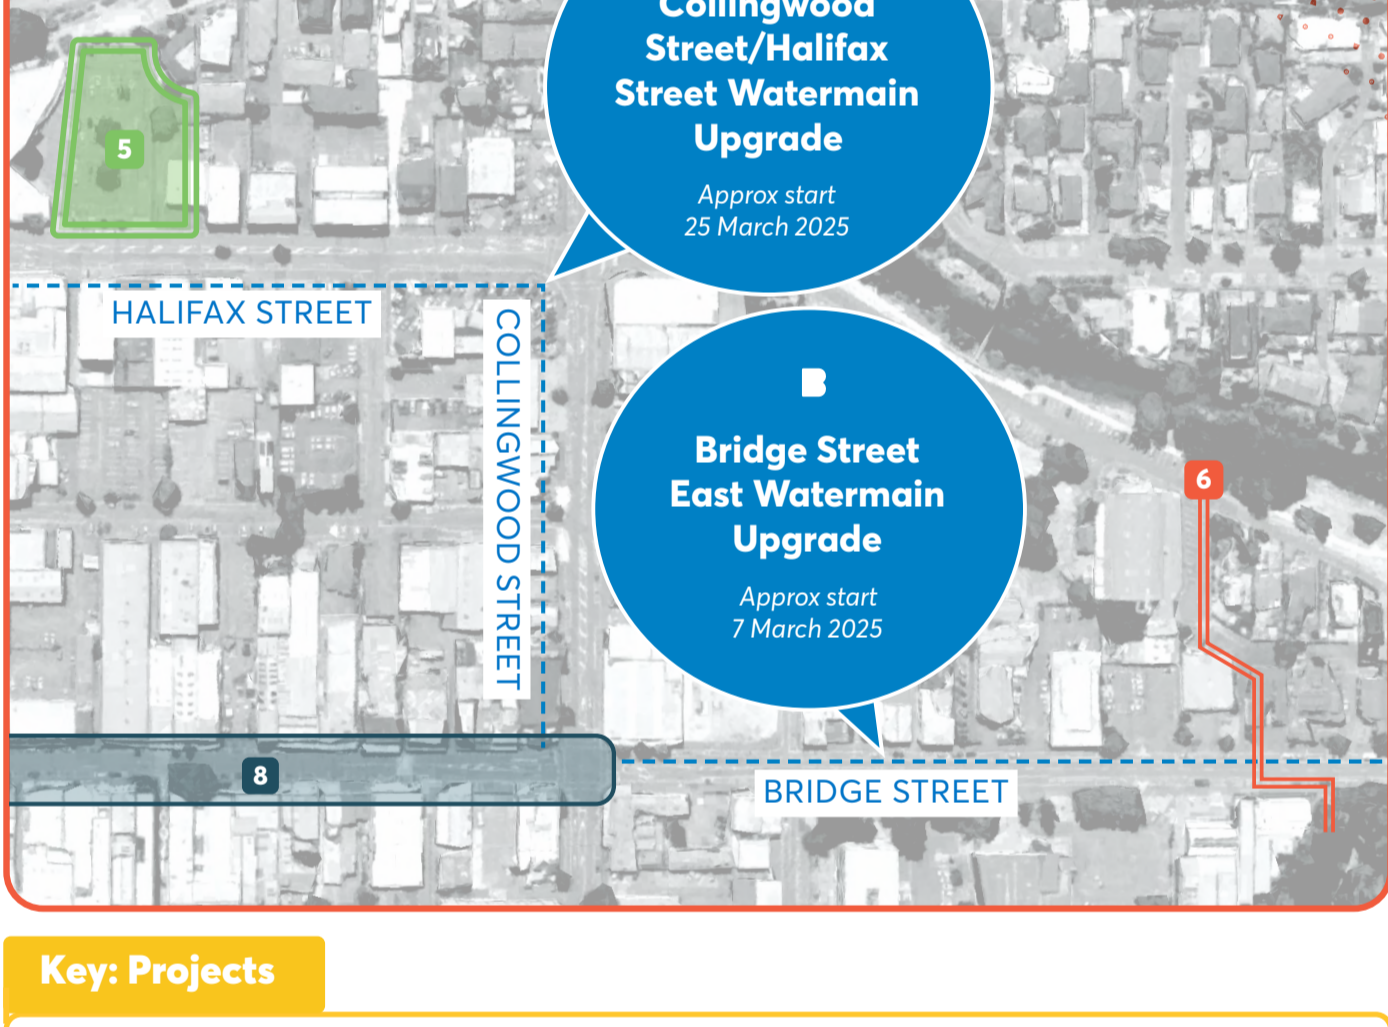 Collingwood
Street/Halifax
Street Watermain
Upgrade
Approx start
25 March 2025
5
HALIFAX STREET
COLLINGWOOD STREET
B
Bridge Street
East Watermain
Upgrade
Approx start
7 March 2025
6
8
BRIDGE STREET
Key: Projects